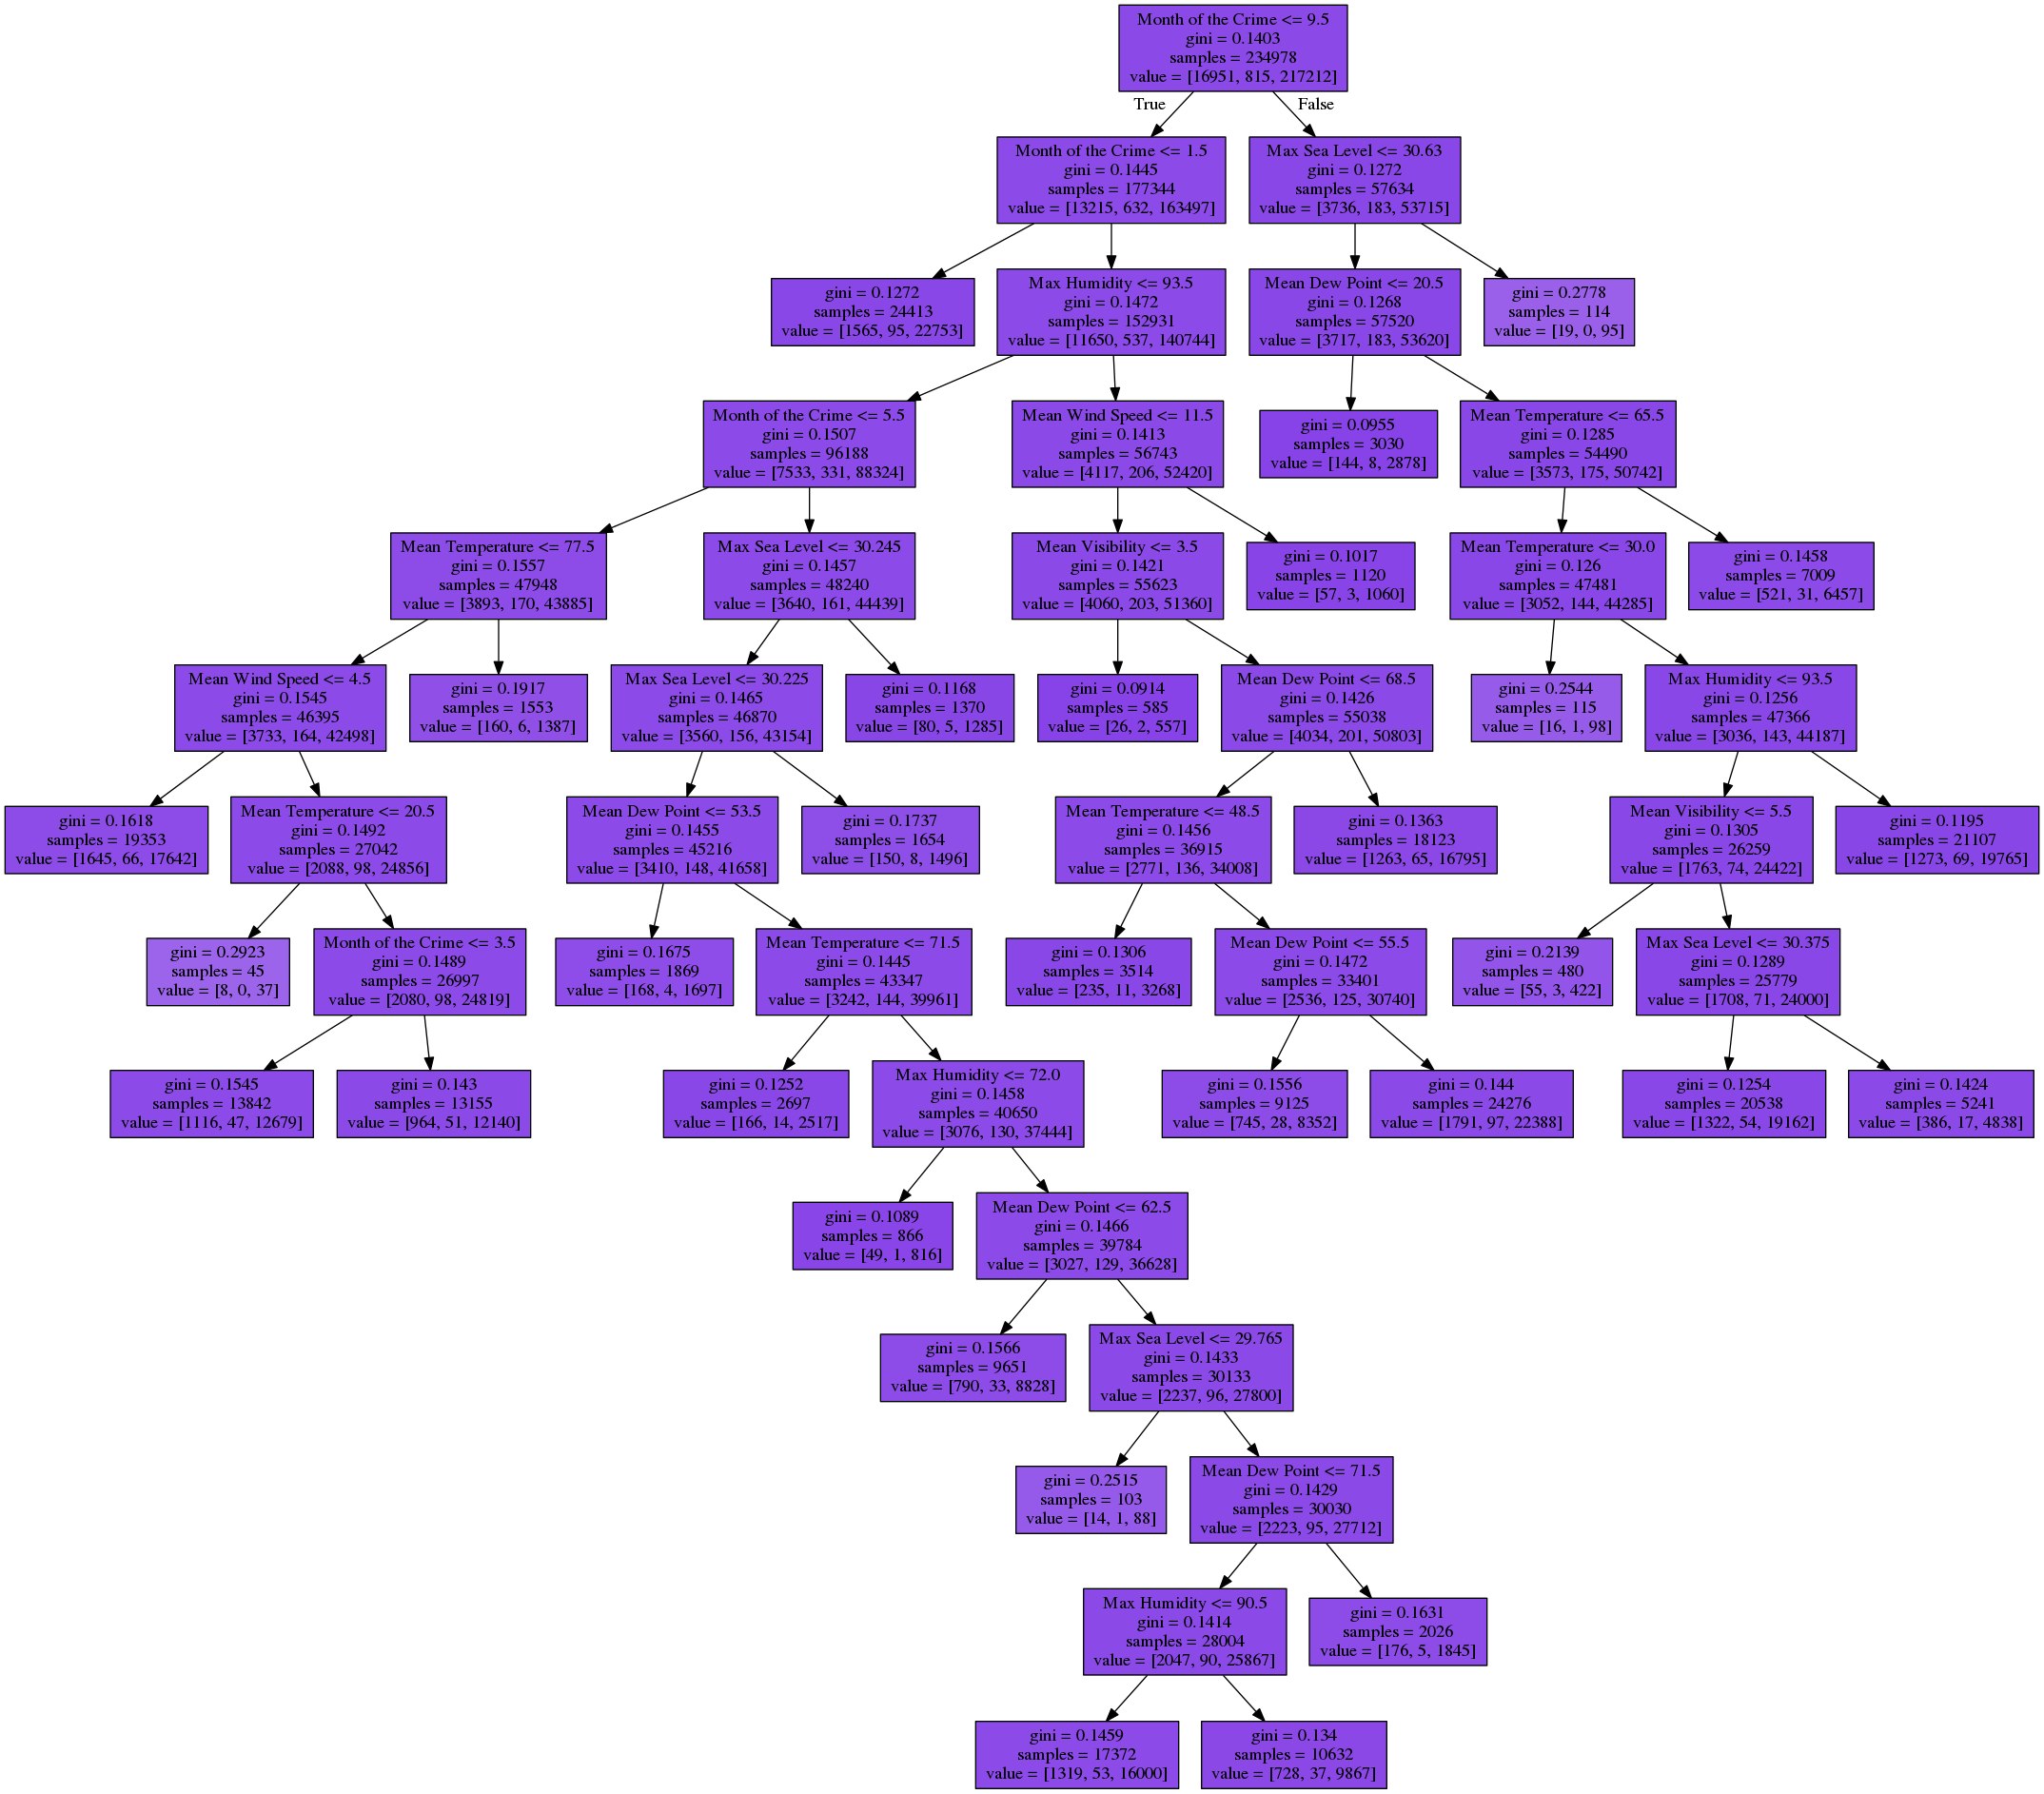 Month of the Crime <= 9.5
gini = 0.1403
samples = 234978
value = [16951, 815, 217212]
True
False
Month of the Crime <= 1.5
gini = 0.1445
samples = 177344
value = [13215, 632, 163497]
Max Sea Level <= 30.63
gini = 0.1272
samples = 57634
value = [3736, 183, 53715]
gini = 0.1272
samples = 24413
value = [1565, 95, 22753]
Max Humidity <= 93.5
gini = 0.1472
samples = 152931
value = [11650, 537, 140744]
Mean Dew Point <= 20.5
gini = 0.1268
samples = 57520
value = [3717, 183, 53620]
gini = 0.2778
samples = 114
value = [19, 0, 95]
Month of the Crime <= 5.5
gini = 0.1507
samples = 96188
value = [7533, 331, 88324]
Mean Wind Speed <= 11.5
gini = 0.1413
samples = 56743
value = [4117, 206, 52420]
gini = 0.0955
samples = 3030
value = [144, 8, 2878]
Mean Temperature <= 65.5
gini = 0.1285
samples = 54490
value = [3573, 175, 50742]
Mean Temperature <= 77.5
gini = 0.1557
samples = 47948
value = [3893, 170, 43885]
Max Sea Level <= 30.245
gini = 0.1457
samples = 48240
value = [3640, 161, 44439]
Mean Visibility <= 3.5
gini = 0.1421
samples = 55623
value = [4060, 203, 51360]
gini = 0.1017
samples = 1120
value = [57, 3, 1060]
Mean Temperature <= 30.0
gini = 0.126
samples = 47481
value = [3052, 144, 44285]
gini = 0.1458
samples = 7009
value = [521, 31, 6457]
Mean Wind Speed <= 4.5
gini = 0.1545
samples = 46395
value = [3733, 164, 42498]
gini = 0.1917
samples = 1553
value = [160, 6, 1387]
Max Sea Level <= 30.225
gini = 0.1465
samples = 46870
value = [3560, 156, 43154]
gini = 0.1168
samples = 1370
value = [80, 5, 1285]
gini = 0.0914
samples = 585
value = [26, 2, 557]
Mean Dew Point <= 68.5
gini = 0.1426
samples = 55038
value = [4034, 201, 50803]
gini = 0.2544
samples = 115
value = [16, 1, 98]
Max Humidity <= 93.5
gini = 0.1256
samples = 47366
value = [3036, 143, 44187]
gini = 0.1618
samples = 19353
value = [1645, 66, 17642]
Mean Temperature <= 20.5
gini = 0.1492
samples = 27042
value = [2088, 98, 24856]
Mean Dew Point <= 53.5
gini = 0.1455
samples = 45216
value = [3410, 148, 41658]
gini = 0.1737
samples = 1654
value = [150, 8, 1496]
Mean Temperature <= 48.5
gini = 0.1456
samples = 36915
value = [2771, 136, 34008]
gini = 0.1363
samples = 18123
value = [1263, 65, 16795]
Mean Visibility <= 5.5
gini = 0.1305
samples = 26259
value = [1763, 74, 24422]
gini = 0.1195
samples = 21107
value = [1273, 69, 19765]
gini = 0.2923
samples = 45
value = [8, 0, 37]
Month of the Crime <= 3.5
gini = 0.1489
samples = 26997
value = [2080, 98, 24819]
gini = 0.1675
samples = 1869
value = [168, 4, 1697]
Mean Temperature <= 71.5
gini = 0.1445
samples = 43347
value = [3242, 144, 39961]
gini = 0.1306
samples = 3514
value = [235, 11, 3268]
Mean Dew Point <= 55.5
gini = 0.1472
samples = 33401
value = [2536, 125, 30740]
gini = 0.2139
samples = 480
value = [55, 3, 422]
Max Sea Level <= 30.375
gini = 0.1289
samples = 25779
value = [1708, 71, 24000]
gini = 0.1545
samples = 13842
value = [1116, 47, 12679]
gini = 0.143
samples = 13155
value = [964, 51, 12140]
gini = 0.1252
samples = 2697
value = [166, 14, 2517]
Max Humidity <= 72.0
gini = 0.1458
samples = 40650
value = [3076, 130, 37444]
gini = 0.1556
samples = 9125
value = [745, 28, 8352]
gini = 0.144
samples = 24276
value = [1791, 97, 22388]
gini = 0.1254
samples = 20538
value = [1322, 54, 19162]
gini = 0.1424
samples = 5241
value = [386, 17, 4838]
gini = 0.1089
samples = 866
value = [49, 1, 816]
Mean Dew Point <= 62.5
gini = 0.1466
samples = 39784
value = [3027, 129, 36628]
gini = 0.1566
samples = 9651
value = [790, 33, 8828]
Max Sea Level <= 29.765
gini = 0.1433
samples = 30133
value = [2237, 96, 27800]
gini = 0.2515
samples = 103
value = [14, 1, 88]
Mean Dew Point <= 71.5
gini = 0.1429
samples = 30030
value = [2223, 95, 27712]
Max Humidity <= 90.5
gini = 0.1414
samples = 28004
value = [2047, 90, 25867]
gini = 0.1631
samples = 2026
value = [176, 5, 1845]
gini = 0.1459
samples = 17372
value = [1319, 53, 16000]
gini = 0.134
samples = 10632
value = [728, 37, 9867]